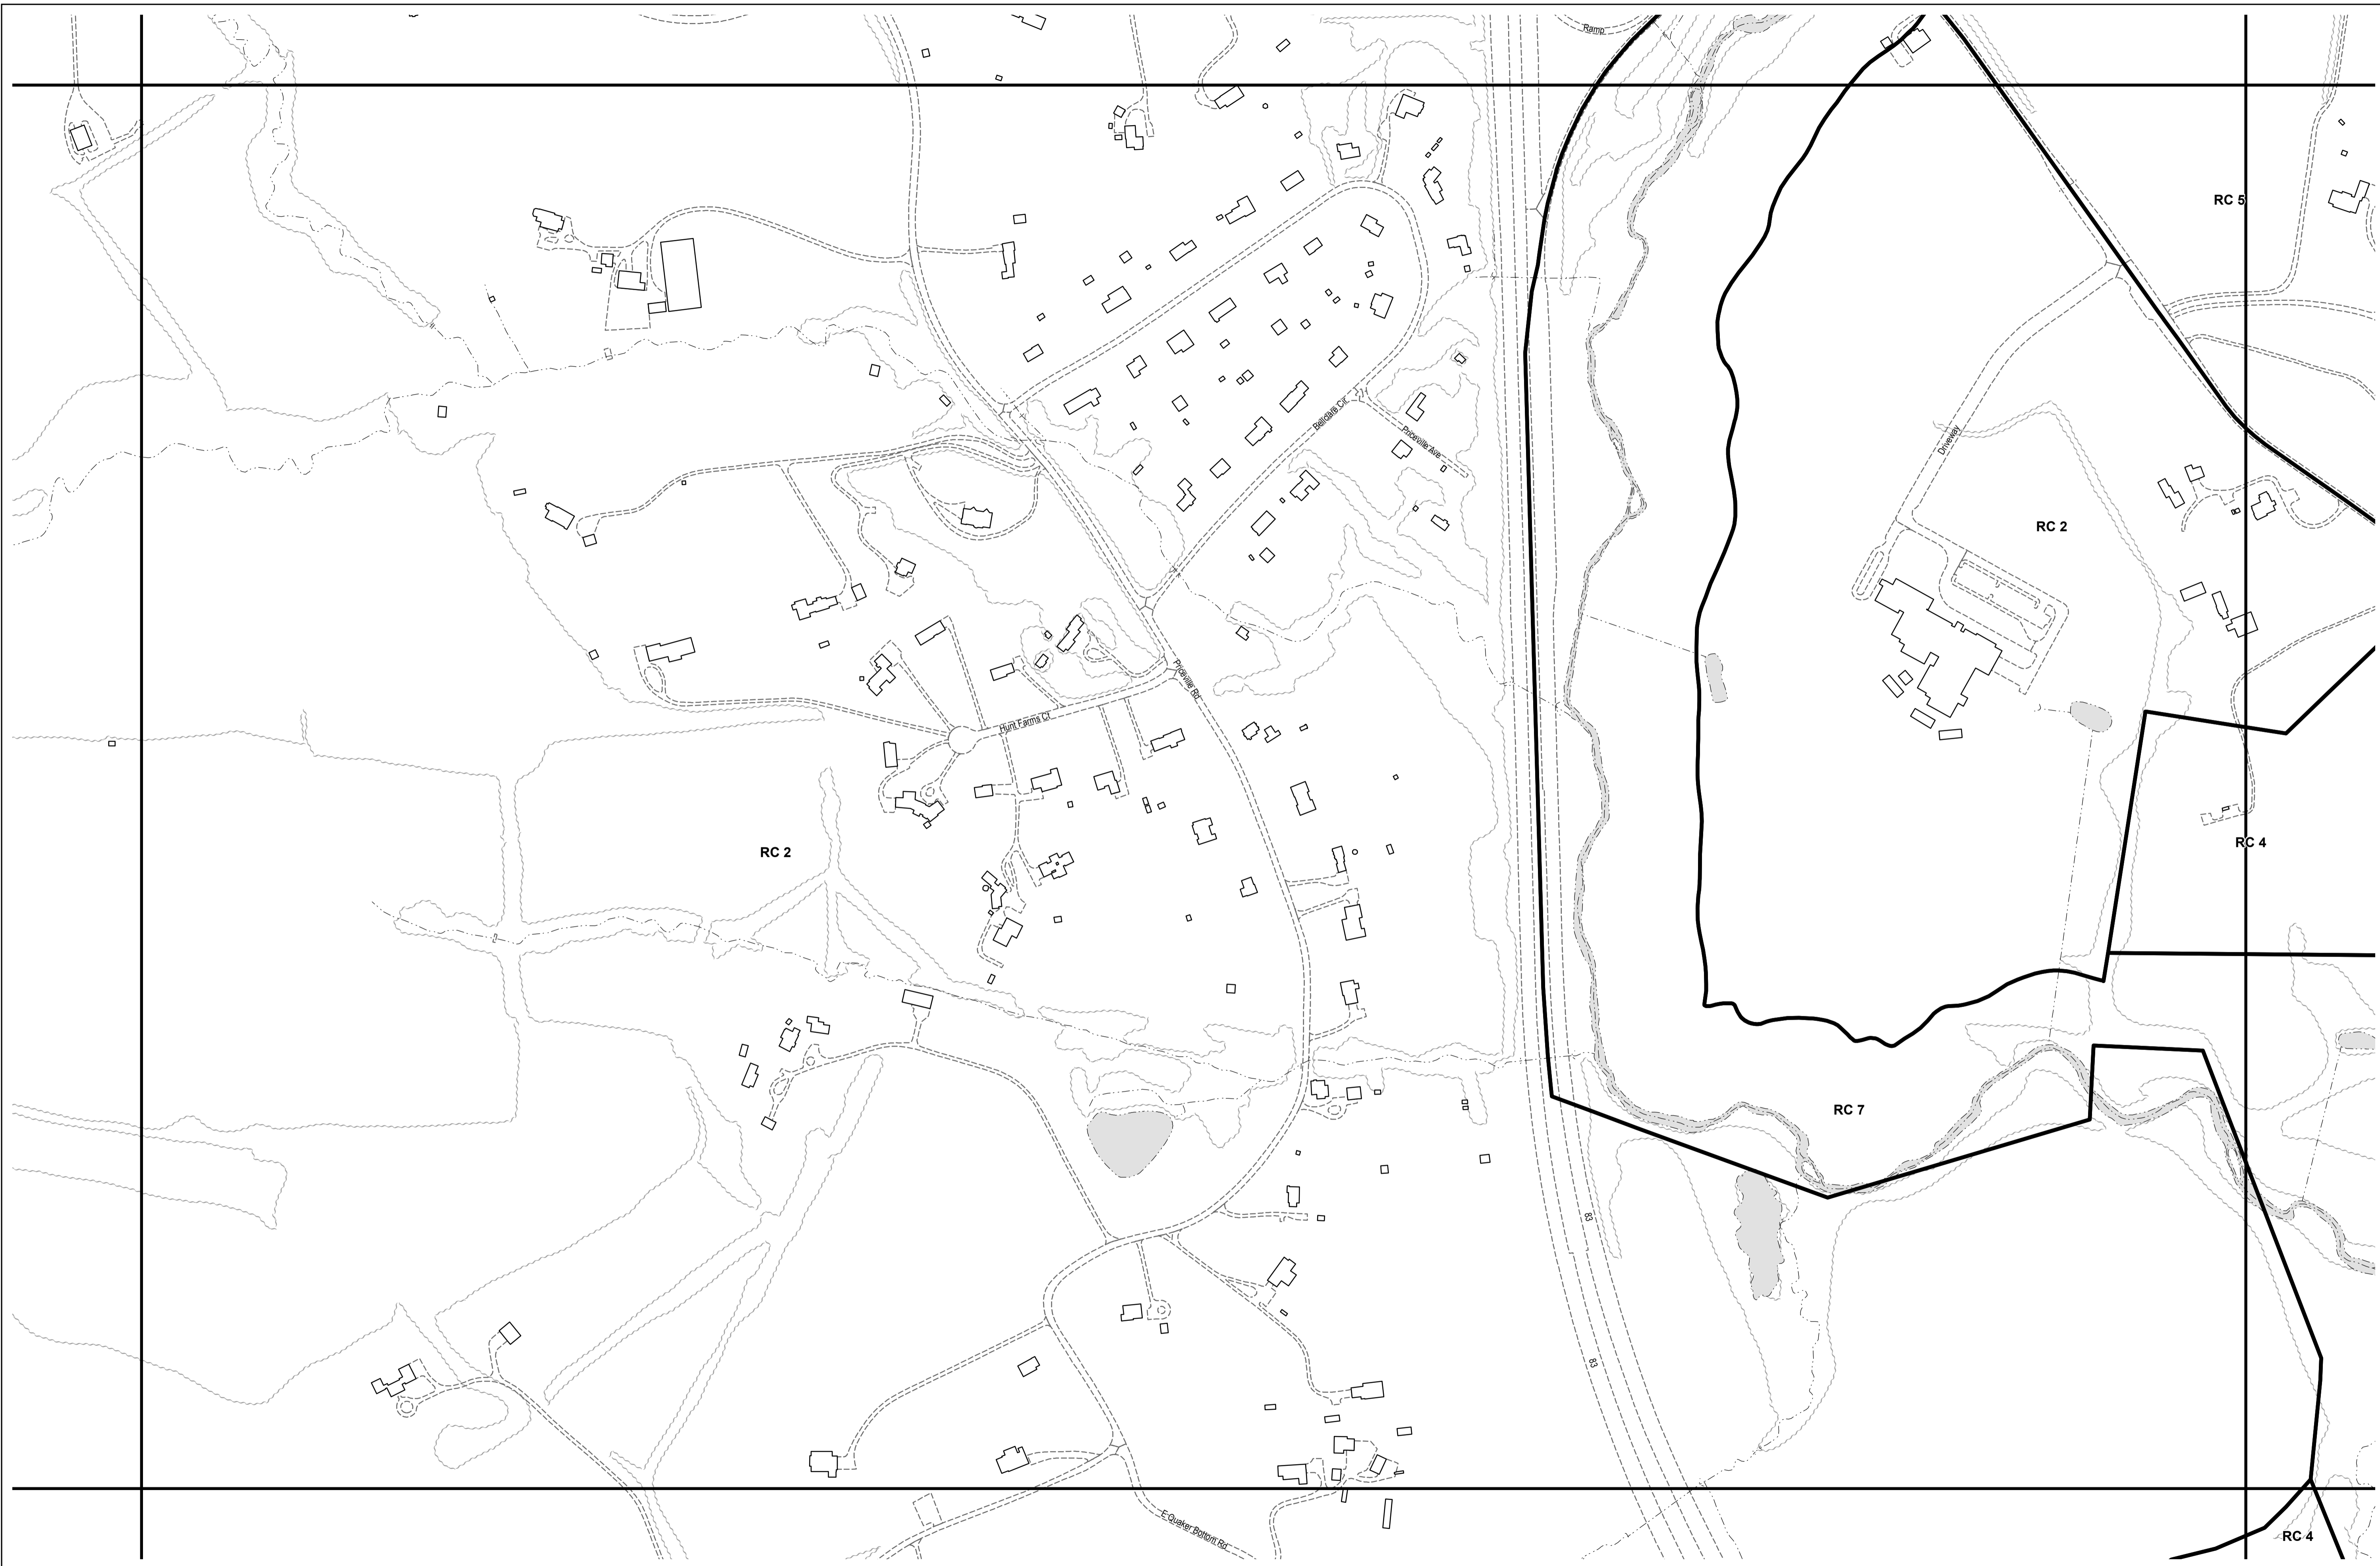 Ramp
RC 5
Belldare Cir
Priceville Ave
Driveway
RC 2
Priceville Rd
Hunt Farms Ct
RC 2
RC 4
RC 7
83
83
E Quaker Bottom Rd
RC 4